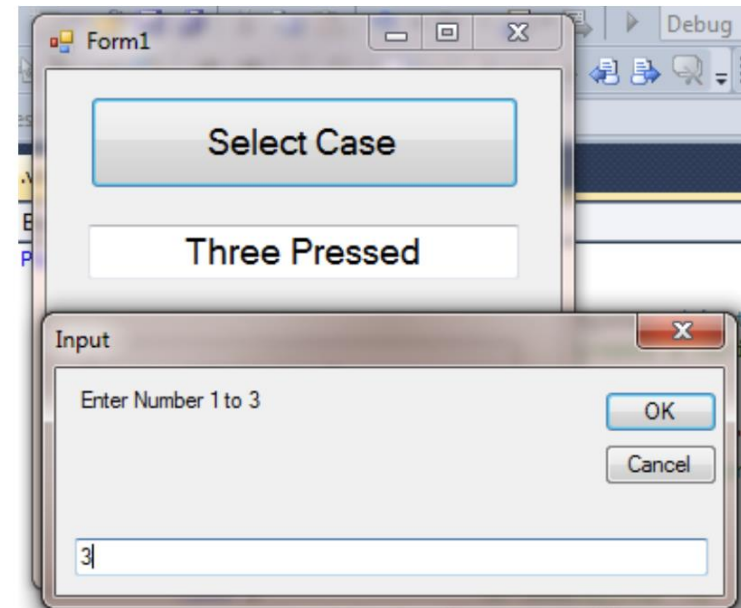 Form1
Debug
Select Case
Three Pressed
Input
Enter Number 1 to 3
OK
Cancel
3